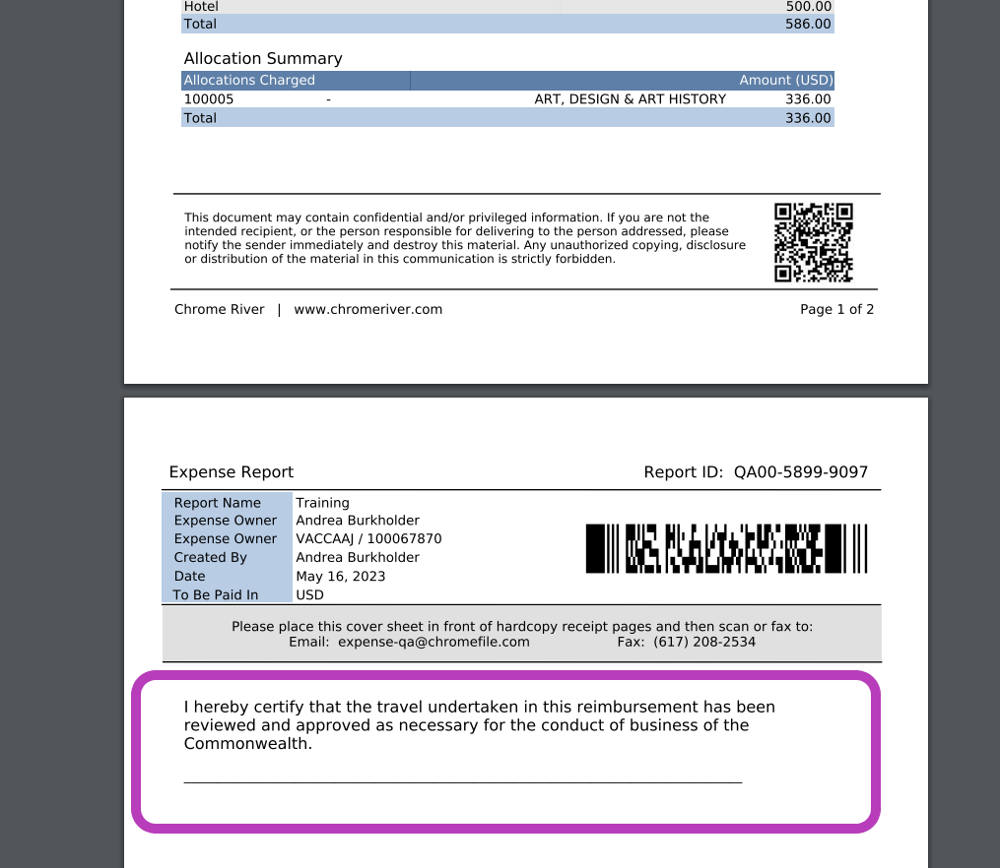 Hotel 500.00
Total 586.00
Allocation Summary
Allocations Charged Amount (USD)
100005 - ART, DESIGN & ART HISTORY 336.00
Total 336.00
This document may contain confidential and/or privileged information. If you are not the
intended recipient, or the person responsible for delivering to the person addressed, please
notify the sender immediately and destroy this material. Any unauthorized copying, disclosure
or distribution of the material in this communication is strictly forbidden.
Chrome River | www.chromeriver.com Page 1 of 2
Expense Report Report ID: QA00-5899-9097
Report Name Training
Expense Owner Andrea Burkholder
Expense Owner VACCAAJ / 100067870
Created By Andrea Burkholder
Date May 16, 2023
To Be Paid In USD
Please place this cover sheet in front of hardcopy receipt pages and then scan or fax to:
Email: expense-qa@chromefile.com Fax: (617) 208-2534
I hereby certify that the travel undertaken in this reimbursement has been
reviewed and approved as necessary for the conduct of business of the
Commonwealth.